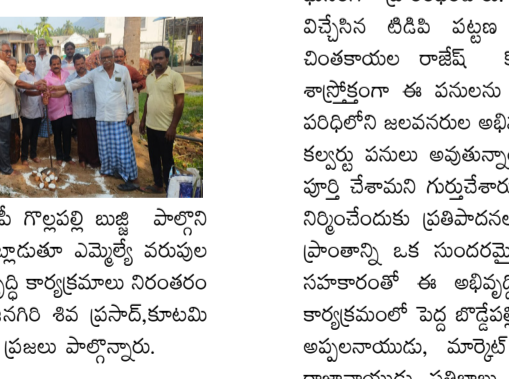 పీ గొల్లపల్లి బుజ్జి పాల్గొని
ట్లాడుతూ ఎమ్మెల్యే వరుపుల
ద్ధి కార్యక్రమాలు నిరంతరం
నగిరి శివ ప్రసాద్,కూటమి
ప్రజలు పాల్గొన్నారు.
విచ్చేసిన టిడిపి పట్టణ
చింతకాయల రాజేష్
శాస్త్రోక్తంగా ఈ పనులను
పరిధిలోని జలవనరుల అభి
కల్వర్టు పనులు అవుతున్నా
పూర్తి చేశామని గుర్తుచేశారు
నిర్మించేందుకు ప్రతిపాదనల
ప్రాంతాన్ని ఒక సుందరమై
సహకారంతో ఈ అభివృద్ధి
కార్యక్రమంలో పెద్ద బొడ్డేపల్లి
అప్పలనాయుడు, మార్కెట్